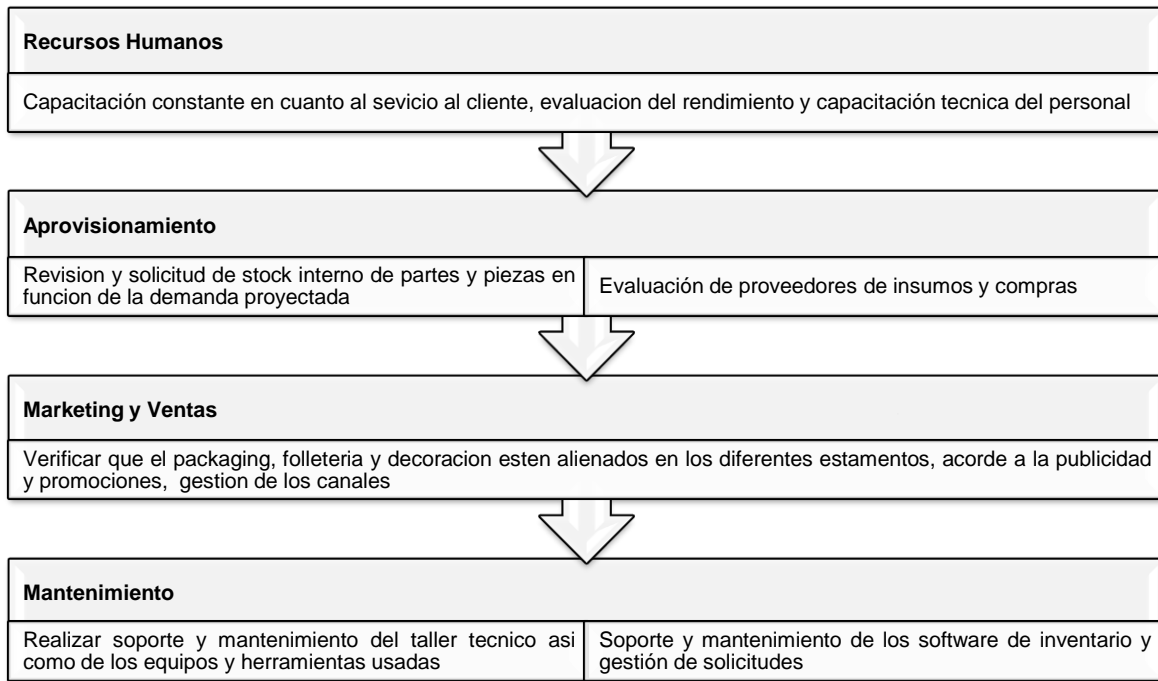 Recursos Humanos
Capacitación constante en cuanto al sevicio al cliente, evaluacion del rendimiento y capacitación tecnica del personal
Aprovisionamiento
Revision y solicitud de stock interno de partes y piezas en
funcion de la demanda proyectada
Evaluación de proveedores de insumos y compras
Marketing y Ventas
Verificar que el packaging, folleteria y decoracion esten alienados en los diferentes estamentos, acorde a la publicidad
y promociones, gestion de los canales
Mantenimiento
Realizar soporte y mantenimiento del taller tecnico asi
como de los equipos y herramientas usadas
Soporte y mantenimiento de los software de inventario y
gestión de solicitudes